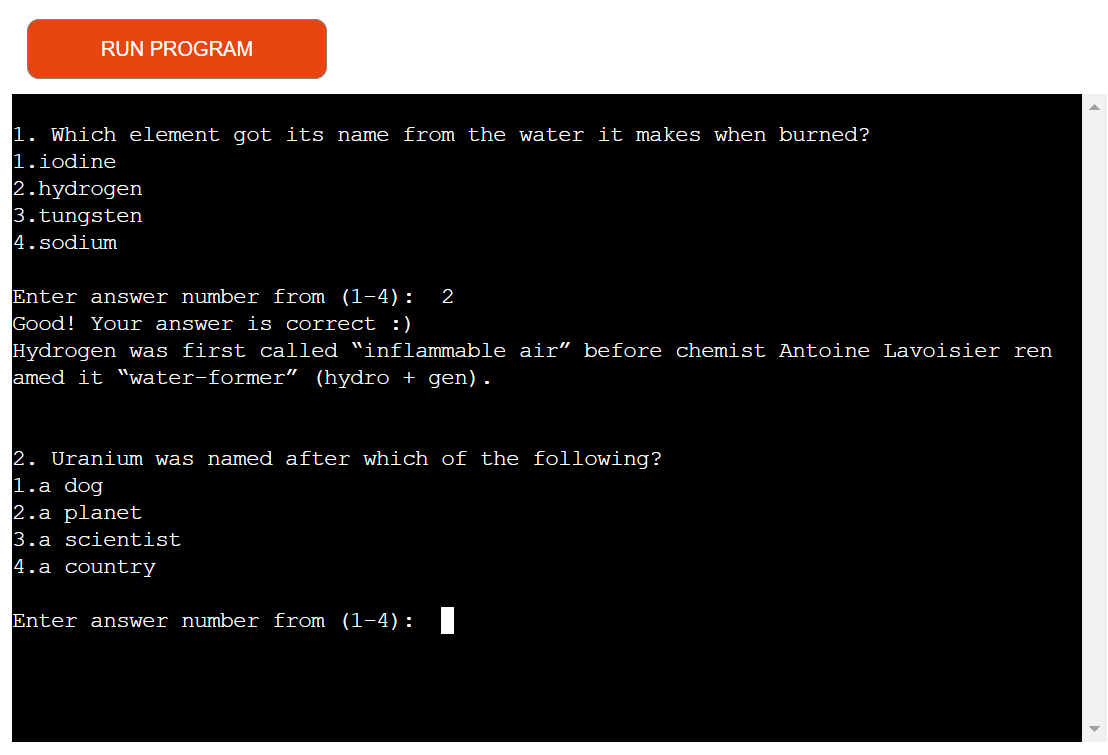 RUN PROGRAM
1. Which element got its name from the water it makes when burned?
1.iodine
2.hydrogen
3.tungsten
4.sodium
Enter answer number from (1-4):  2
Good! Your answer is correct :)
Hydrogen was first called “inflammable air” before chemist Antoine Lavoisier ren
amed it “water-former” (hydro + gen).
2. Uranium was named after which of the following?
1.a dog
2.a planet
3.a scientist
4.a country
Enter answer number from (1-4):